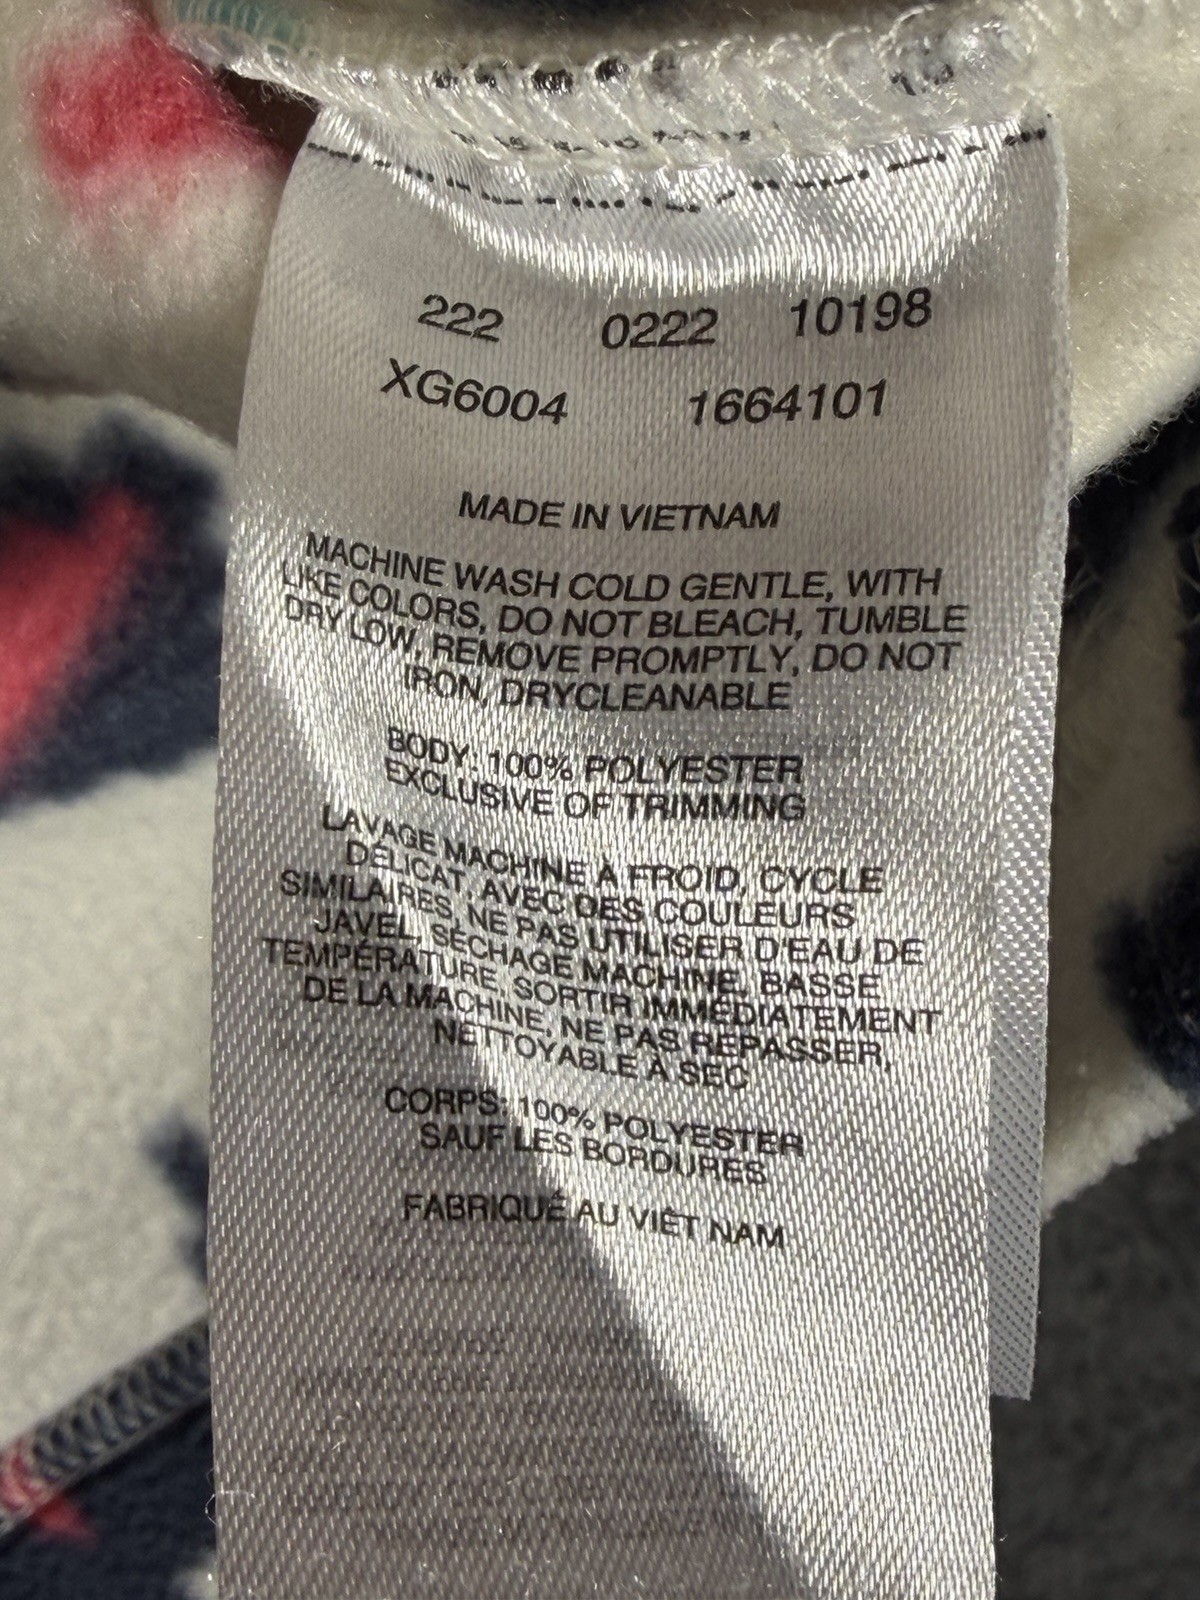 222 0222 10198
XG6004 1664101
MADE IN VIETNAM
MACHINE WASH COLD GENTLE, WITH
LIKE COLORS, DO NOT BLEACH, TUMBLE
DRY LOW, REMOVE PROMPTLY, DO NOT
IRON, DRYCLEANABLE
BODY: 100% POLYESTER
EXCLUSIVE OF TRIMMING
LAVAGE MACHINE À FROID, CYCLE
DÉLICAT, AVEC DES COULEURS
SIMILAIRES, NE PAS UTILISER D'EAU DE
JAVEL, SÉCHAGE MACHINE, BASSE
TEMPÉRATURE, SORTIR IMMÉDIATEMENT
DE LA MACHINE, NE PAS REPASSER,
NETTOYABLE À SEC
CORPS: 100% POLYESTER
SAUF LES BORDURES
FABRIQUÉ AU VIÊT NAM